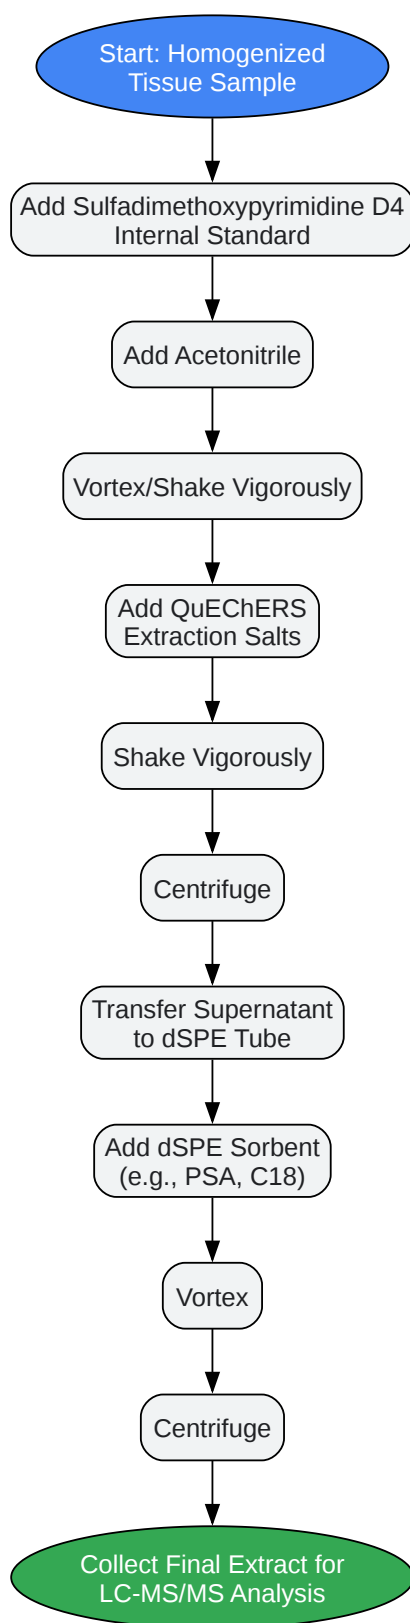 Start: Homogenized
Tissue Sample
Add Sulfadimethoxypyrimidine D4
Internal Standard
Add Acetonitrile
Vortex/Shake Vigorously
Add QuEChERS
Extraction Salts
Shake Vigorously
Centrifuge
Transfer Supernatant
to dSPE Tube
Add dSPE Sorbent
(e.g., PSA, C18)
Vortex
Centrifuge
Collect Final Extract for
LC-MS/MS Analysis